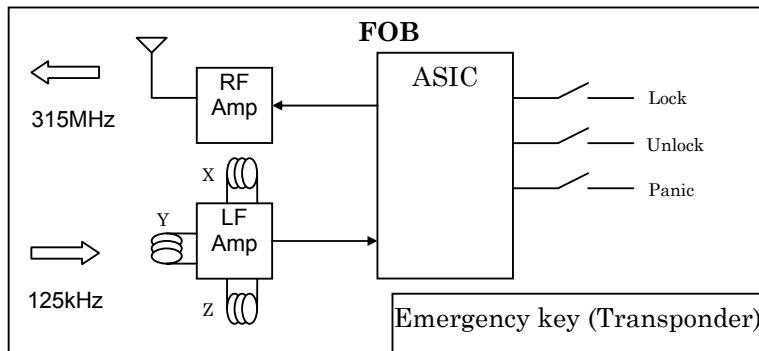 FOB
ASIC
RF
Amp
315MHz
Lock
Unlock
Panic
X
Y
LF
Amp
Z
125kHz
Emergency key (Transponder)